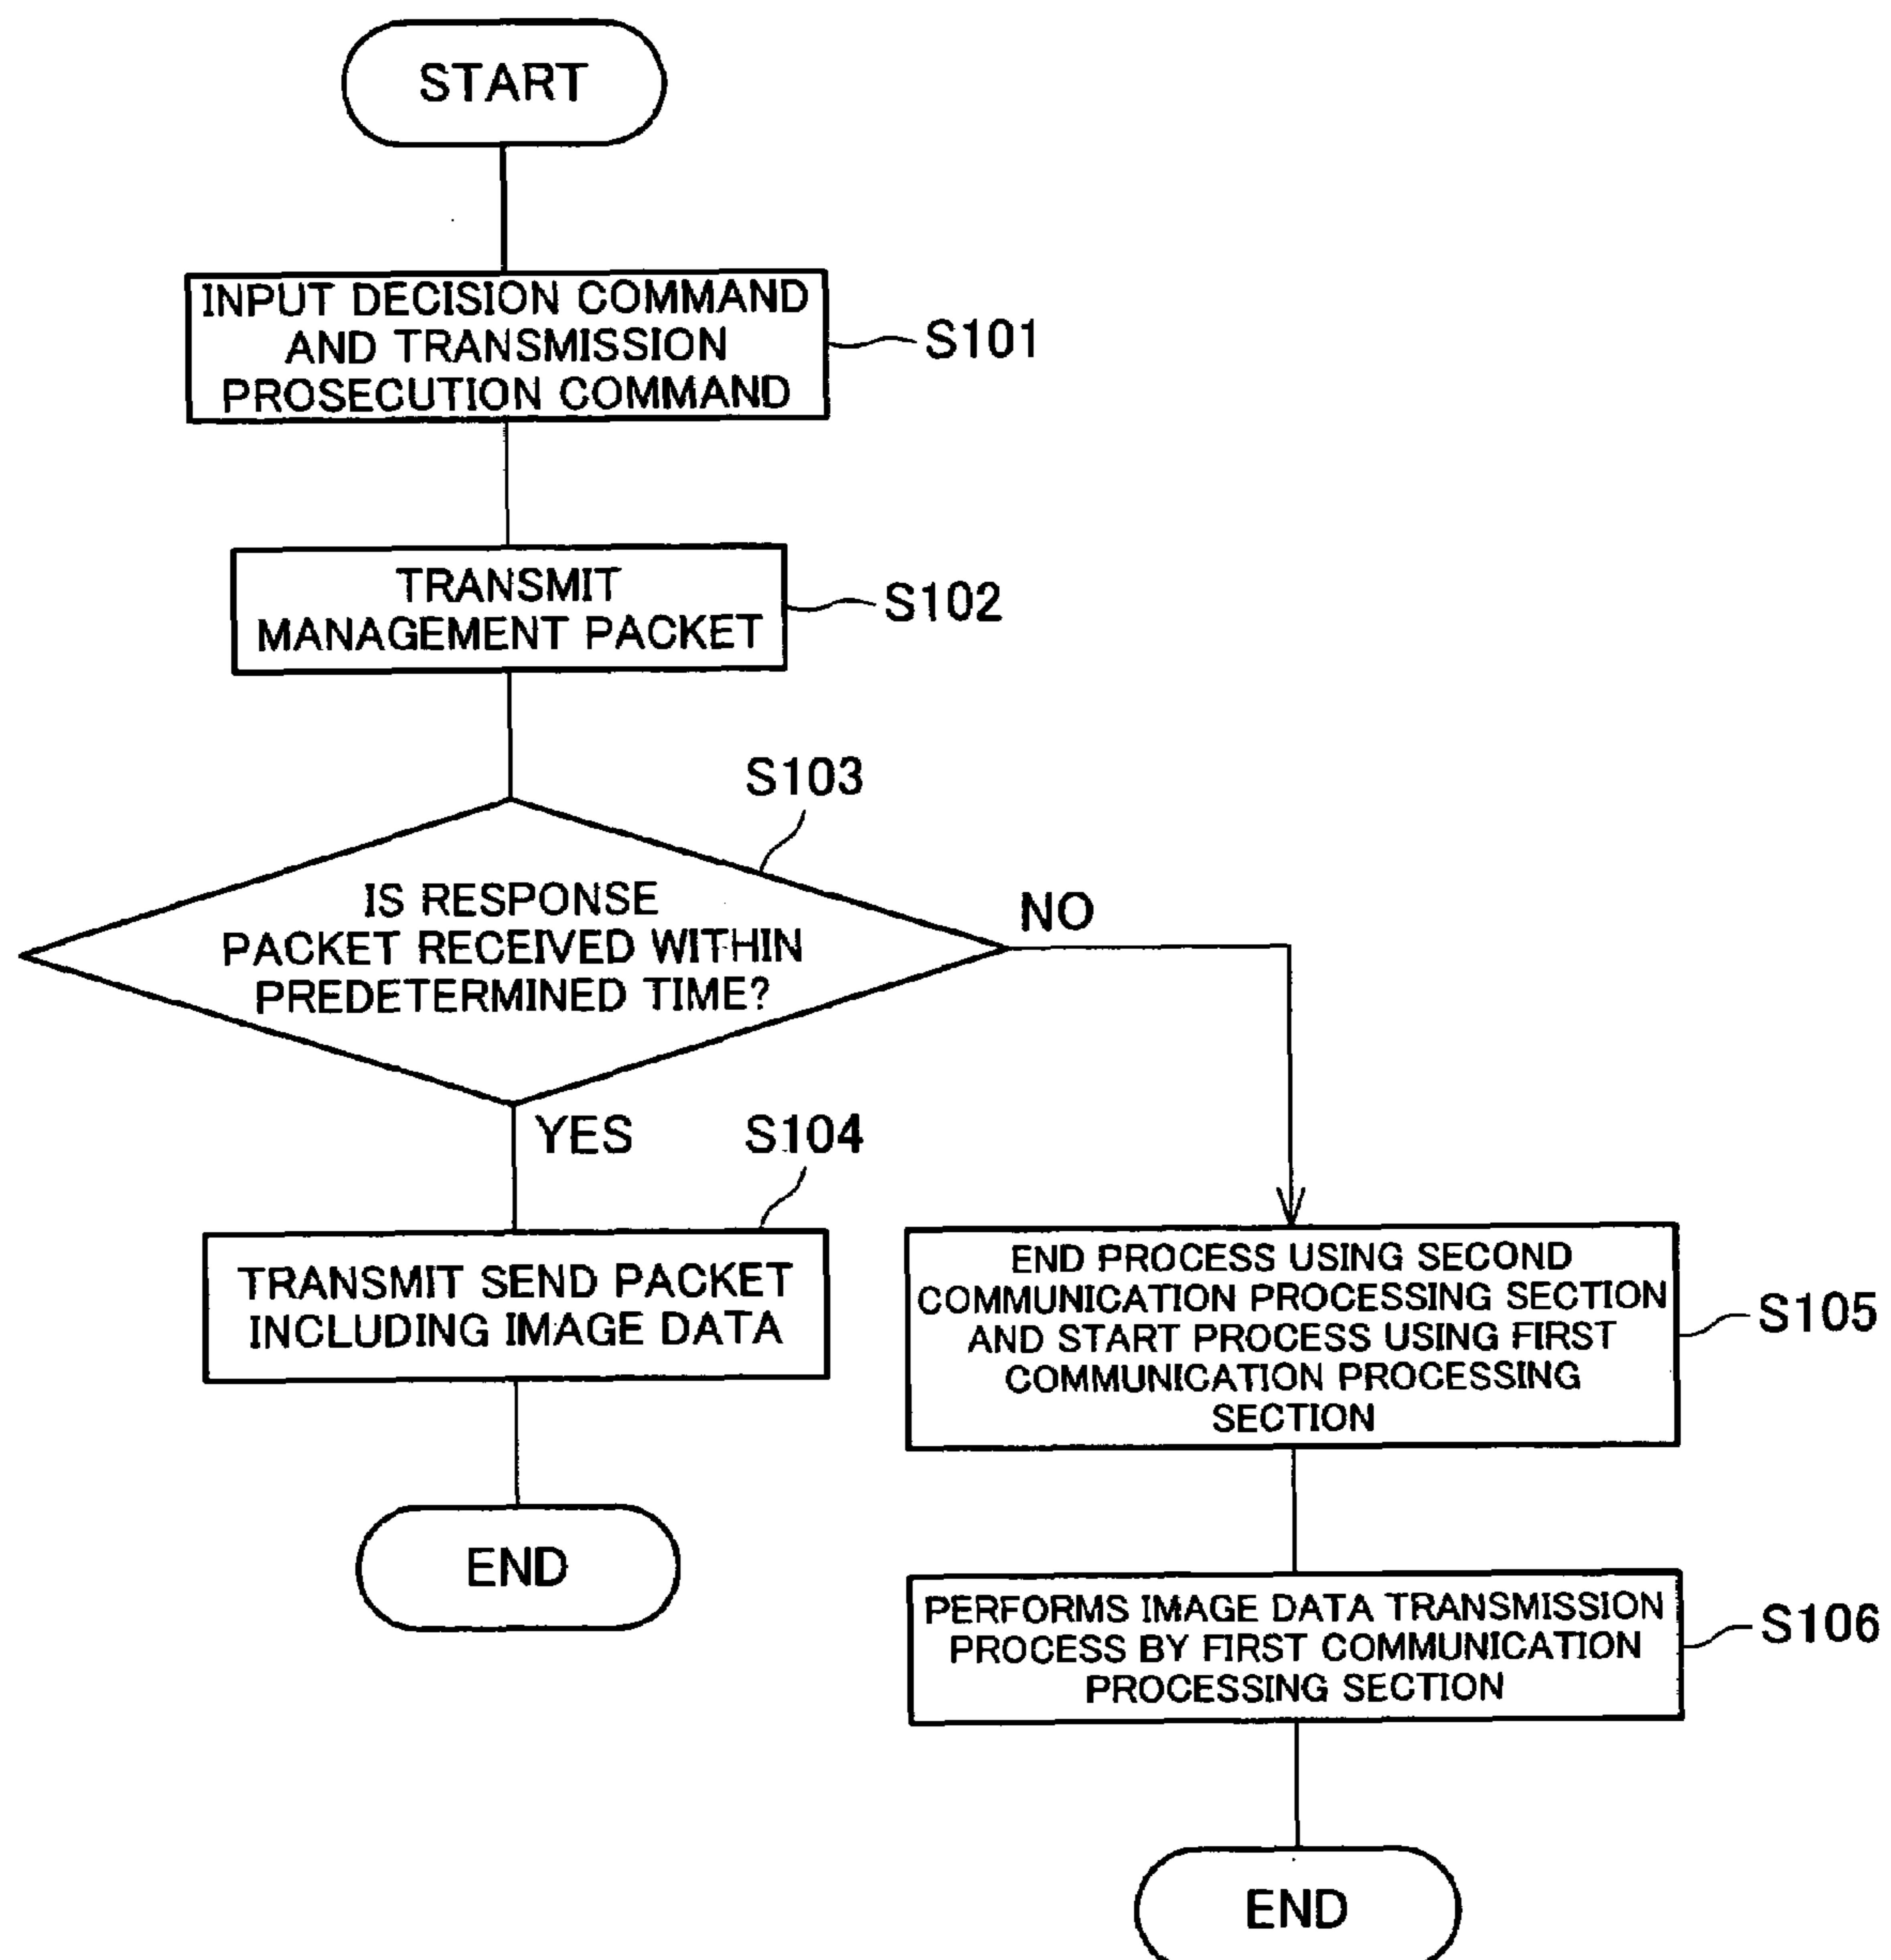 START
INPUT DECISION COMMAND
AND TRANSMISSION
PROSECUTION COMMAND
S101
TRANSMIT
MANAGEMENT PACKET
S102
S103
IS RESPONSE
PACKET RECEIVED WITHIN
PREDETERMINED TIME?
NO
YES
S104
TRANSMIT SEND PACKET
INCLUDING IMAGE DATA
END
END PROCESS USING SECOND
COMMUNICATION PROCESSING SECTION
AND START PROCESS USING FIRST
COMMUNICATION PROCESSING
SECTION
S105
PERFORMS IMAGE DATA TRANSMISSION
PROCESS BY FIRST COMMUNICATION
PROCESSING SECTION
S106
END